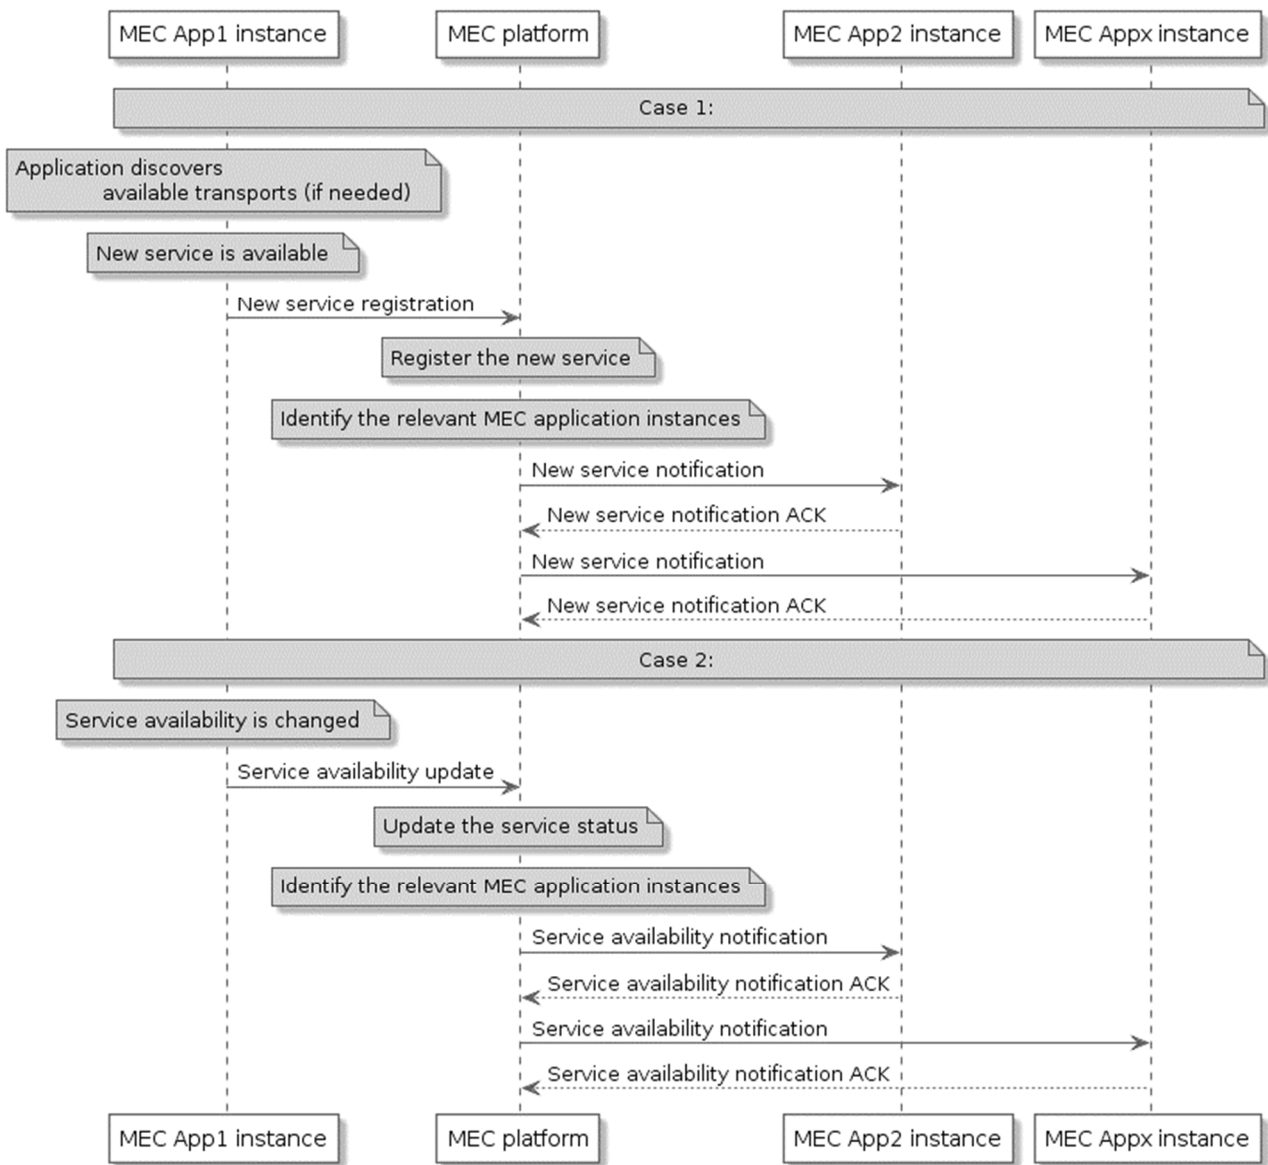 MEC App1 instance
MEC platform
MEC App2 instance
MEC Appx instance
Case 1:
Application discovers
available transports (if needed)
New service is available
New service registration
Register the new service
Identify the relevant MEC application instances
New service notification
New service notification ACK
New service notification
New service notification ACK
Case 2:
Service availability is changed
Service availability update
Update the service status
Identify the relevant MEC application instances
Service availability notification
Service availability notification ACK
Service availability notification
Service availability notification ACK
MEC App1 instance
MEC platform
MEC App2 instance
MEC Appx instance